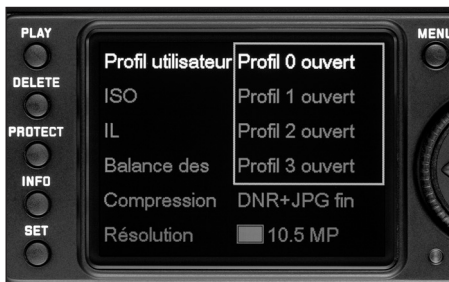 PLAY
MENU
DELETE
PROTECT
INFO
SET
Profil utilisateur Profil 0 ouvert
ISO Profil 1 ouvert
IL Profil 2 ouvert
Balance des Profil 3 ouvert
Compression DNR+JPG fin
Résolution 10.5 MP